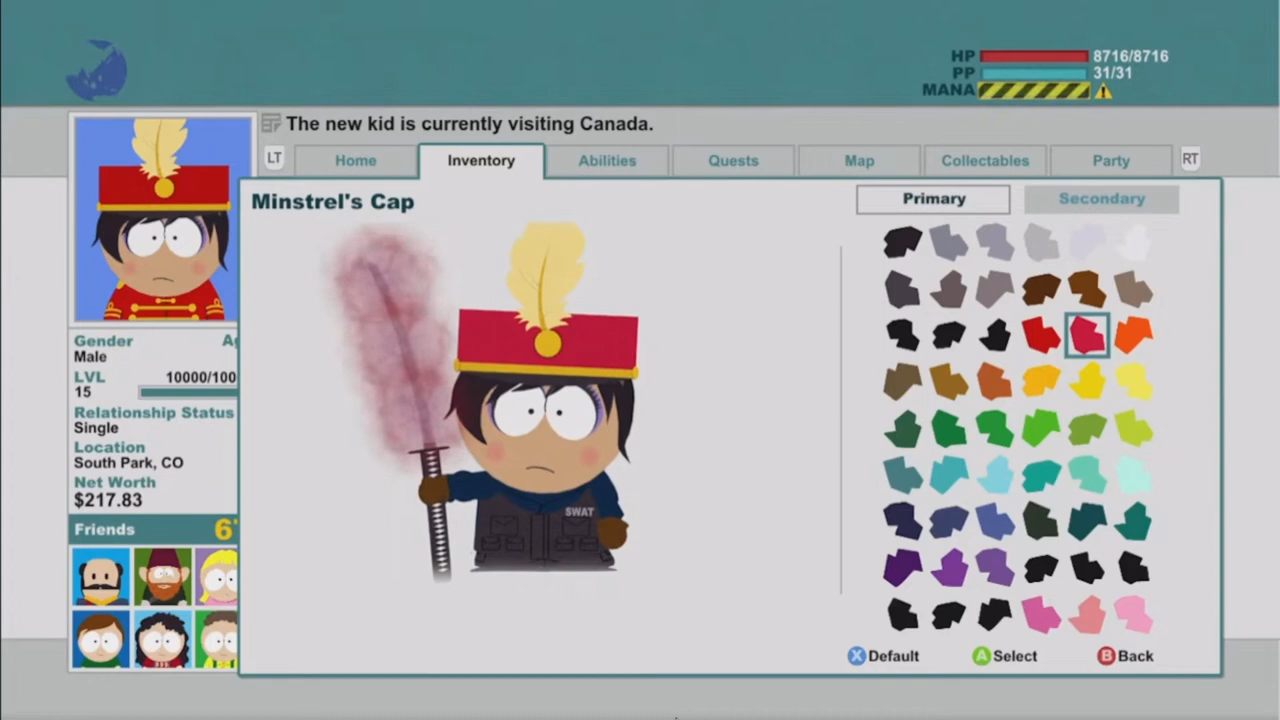 HP 8716/8716
PP 31/31
MANA
The new kid is currently visiting Canada.
LT Home Inventory Abilities Quests Map Collectables Party RT
Minstrel's Cap
Primary Secondary
SWAT
Gender
Male
LVL 10000/100
15
Relationship Status
Single
Location
South Park, CO
Net Worth
$217.83
Friends
X Default A Select B Back